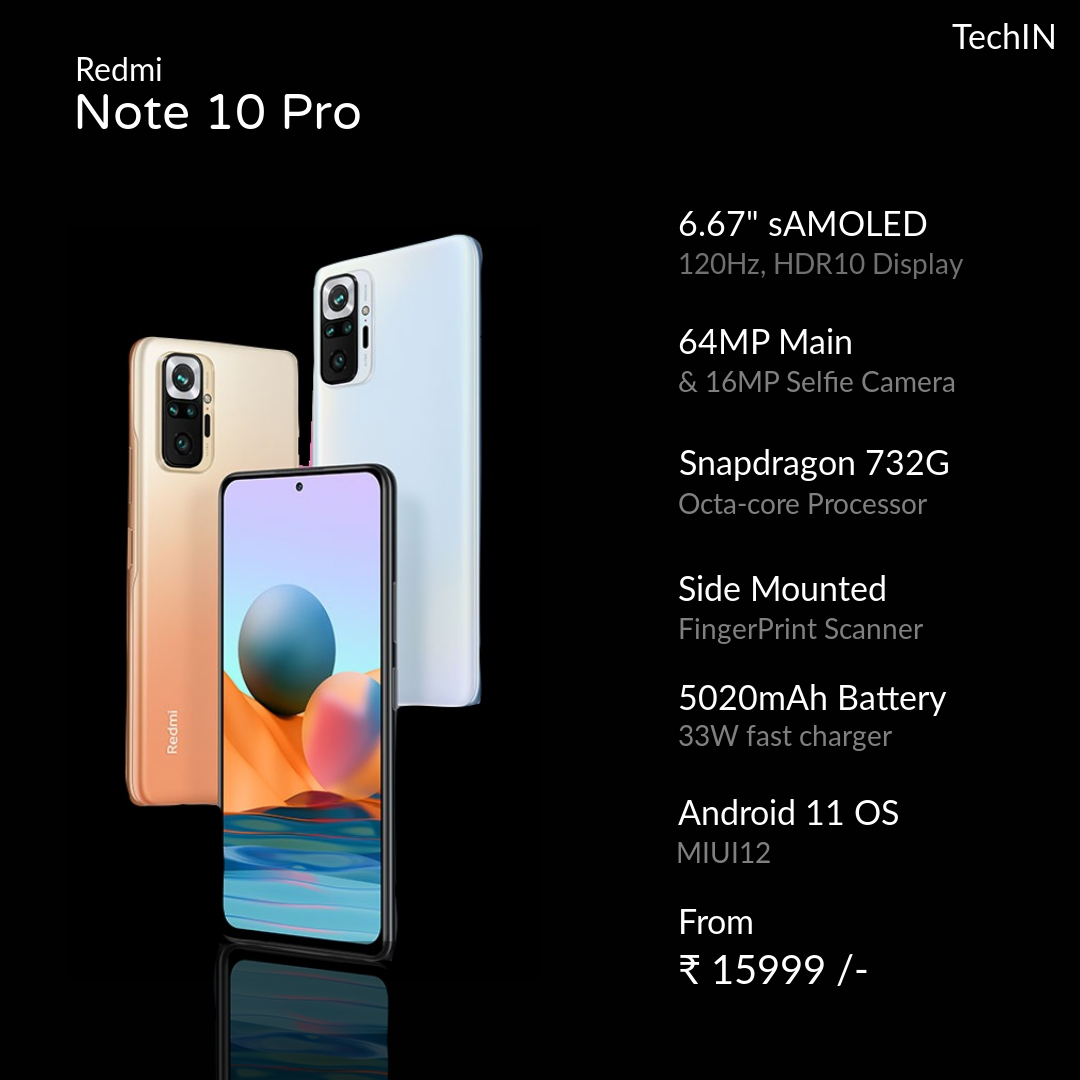 TechIN
Redmi
Note 10 Pro
6.67" sAMOLED
120Hz, HDR10 Display
64MP Main
& 16MP Selfie Camera
Snapdragon 732G
Octa-core Processor
Side Mounted
FingerPrint Scanner
5020mAh Battery
33W fast charger
Android 11 OS
MIUI12
From
₹ 15999 /-
Redmi